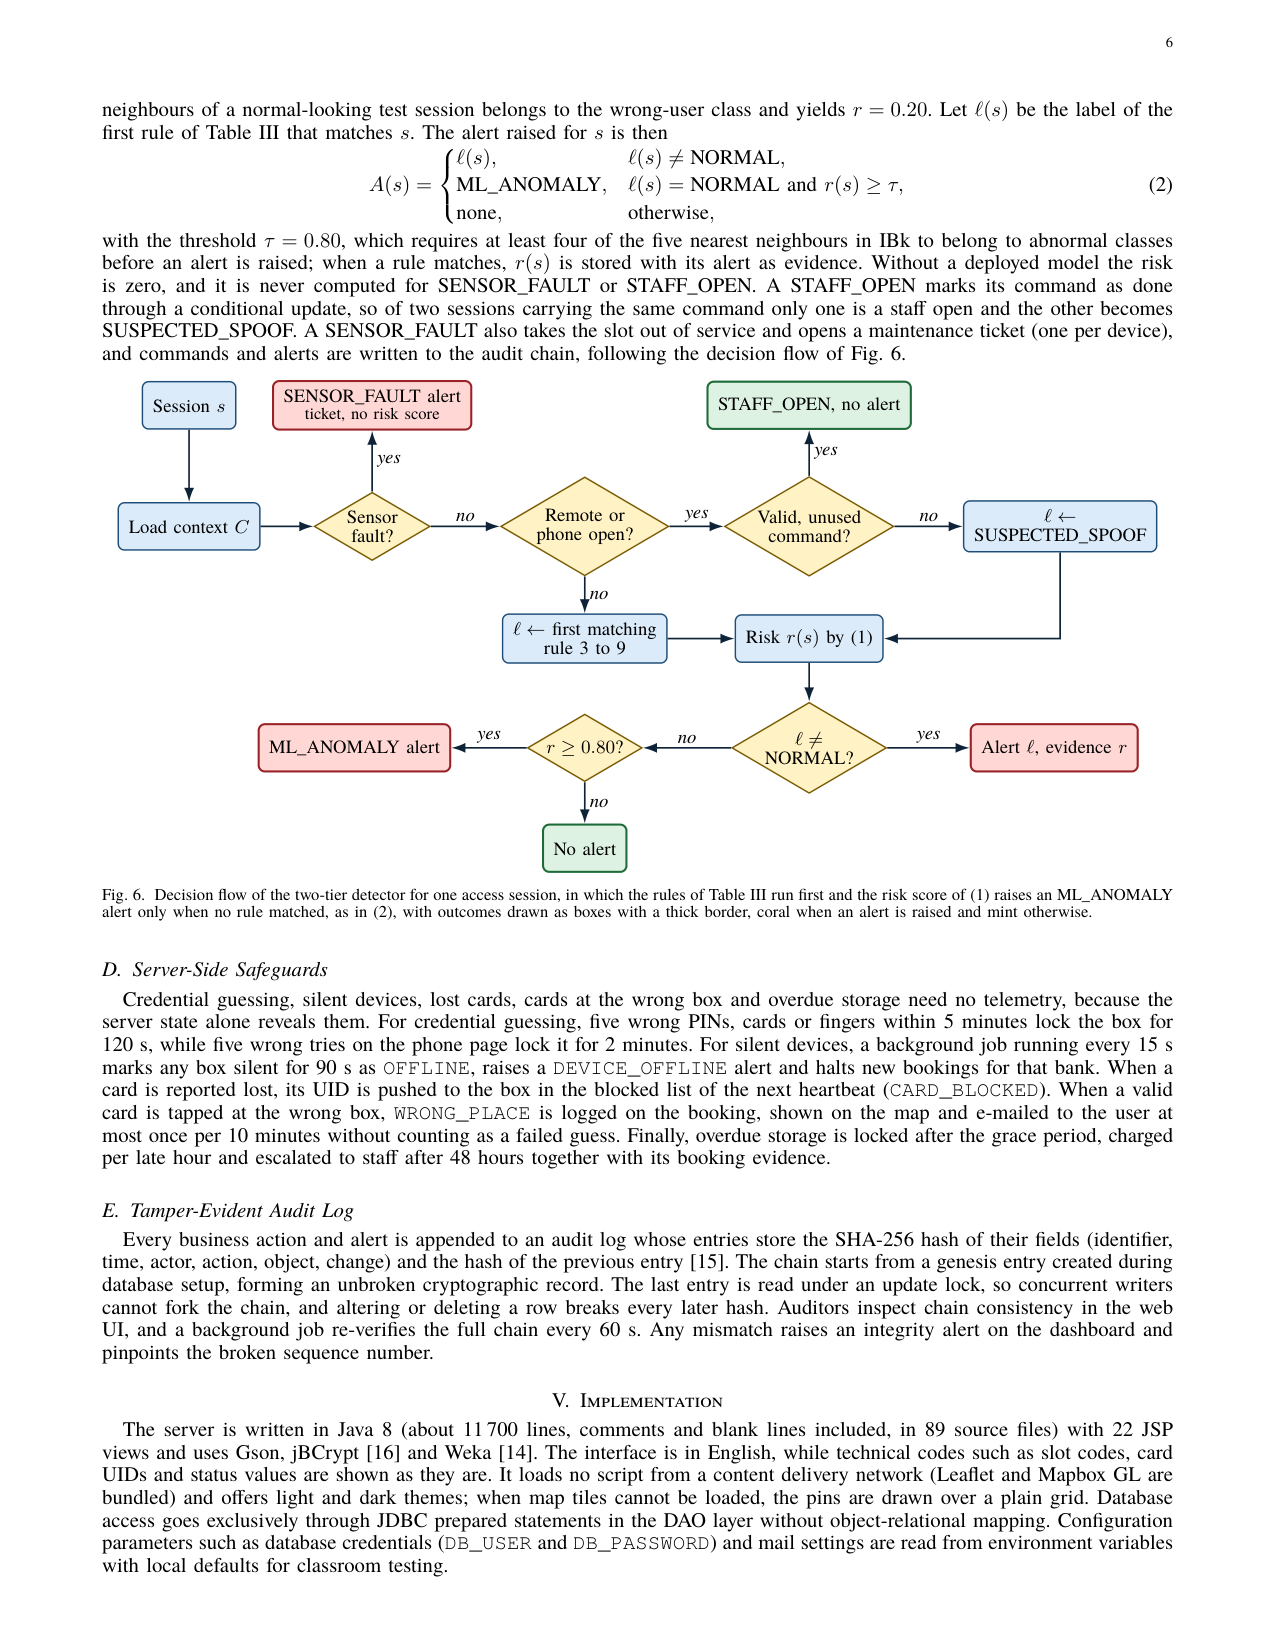 6
neighbours of a normal-looking test session belongs to the wrong-user class and yields r = 0.20. Let ℓ(s) be the label of the
first rule of Table III that matches s. The alert raised for s is then
A(s) = { ℓ(s), ℓ(s) ≠ NORMAL,
ML_ANOMALY, ℓ(s) = NORMAL and r(s) ≥ τ, (2)
none, otherwise,
with the threshold τ = 0.80, which requires at least four of the five nearest neighbours in IBk to belong to abnormal classes
before an alert is raised; when a rule matches, r(s) is stored with its alert as evidence. Without a deployed model the risk
is zero, and it is never computed for SENSOR_FAULT or STAFF_OPEN. A STAFF_OPEN marks its command as done
through a conditional update, so of two sessions carrying the same command only one is a staff open and the other becomes
SUSPECTED_SPOOF. A SENSOR_FAULT also takes the slot out of service and opens a maintenance ticket (one per device),
and commands and alerts are written to the audit chain, following the decision flow of Fig. 6.
Session s
SENSOR_FAULT alert
ticket, no risk score
STAFF_OPEN, no alert
yes
yes
Load context C
Sensor
fault?
no
Remote or
phone open?
yes
Valid, unused
command?
no
ℓ ←
SUSPECTED_SPOOF
no
ℓ ← first matching
rule 3 to 9
Risk r(s) by (1)
ML_ANOMALY alert
yes
r ≥ 0.80?
no
ℓ ≠
NORMAL?
yes
Alert ℓ, evidence r
no
No alert
Fig. 6. Decision flow of the two-tier detector for one access session, in which the rules of Table III run first and the risk score of (1) raises an ML_ANOMALY
alert only when no rule matched, as in (2), with outcomes drawn as boxes with a thick border, coral when an alert is raised and mint otherwise.
D. Server-Side Safeguards
Credential guessing, silent devices, lost cards, cards at the wrong box and overdue storage need no telemetry, because the
server state alone reveals them. For credential guessing, five wrong PINs, cards or fingers within 5 minutes lock the box for
120 s, while five wrong tries on the phone page lock it for 2 minutes. For silent devices, a background job running every 15 s
marks any box silent for 90 s as OFFLINE, raises a DEVICE_OFFLINE alert and halts new bookings for that bank. When a
card is reported lost, its UID is pushed to the box in the blocked list of the next heartbeat (CARD_BLOCKED). When a valid
card is tapped at the wrong box, WRONG_PLACE is logged on the booking, shown on the map and e-mailed to the user at
most once per 10 minutes without counting as a failed guess. Finally, overdue storage is locked after the grace period, charged
per late hour and escalated to staff after 48 hours together with its booking evidence.
E. Tamper-Evident Audit Log
Every business action and alert is appended to an audit log whose entries store the SHA-256 hash of their fields (identifier,
time, actor, action, object, change) and the hash of the previous entry [15]. The chain starts from a genesis entry created during
database setup, forming an unbroken cryptographic record. The last entry is read under an update lock, so concurrent writers
cannot fork the chain, and altering or deleting a row breaks every later hash. Auditors inspect chain consistency in the web
UI, and a background job re-verifies the full chain every 60 s. Any mismatch raises an integrity alert on the dashboard and
pinpoints the broken sequence number.
V. Implementation
The server is written in Java 8 (about 11 700 lines, comments and blank lines included, in 89 source files) with 22 JSP
views and uses Gson, jBCrypt [16] and Weka [14]. The interface is in English, while technical codes such as slot codes, card
UIDs and status values are shown as they are. It loads no script from a content delivery network (Leaflet and Mapbox GL are
bundled) and offers light and dark themes; when map tiles cannot be loaded, the pins are drawn over a plain grid. Database
access goes exclusively through JDBC prepared statements in the DAO layer without object-relational mapping. Configuration
parameters such as database credentials (DB_USER and DB_PASSWORD) and mail settings are read from environment variables
with local defaults for classroom testing.